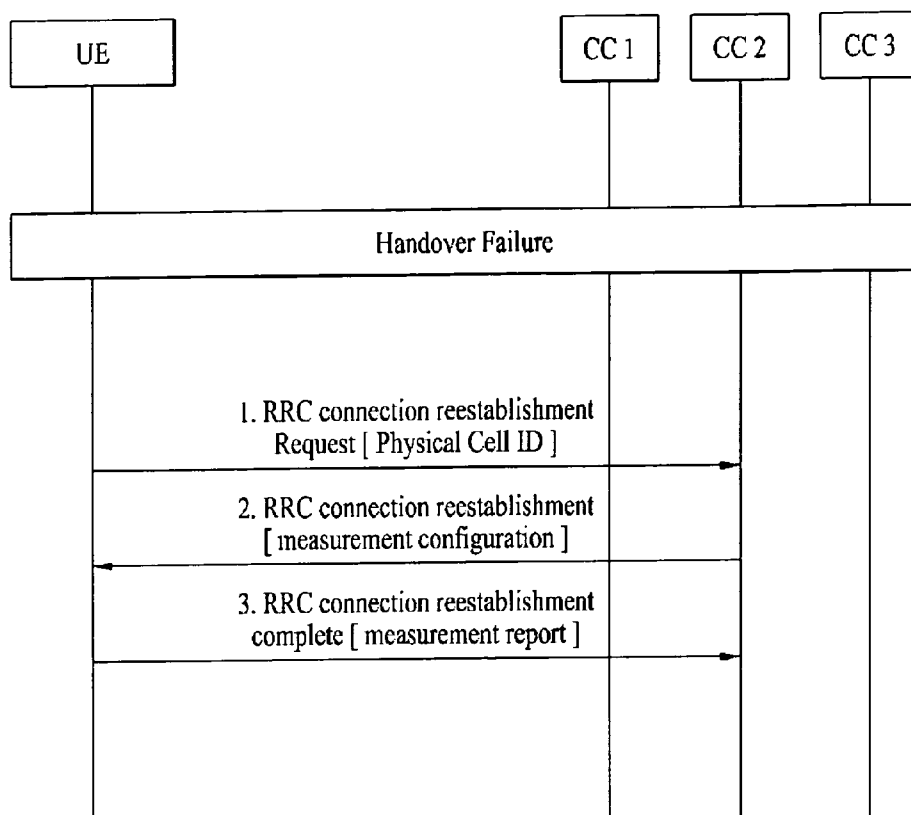 UE
CC 1
CC 2
CC 3
Handover Failure
1. RRC connection reestablishment
Request [ Physical Cell ID ]
2. RRC connection reestablishment
[ measurement configuration ]
3. RRC connection reestablishment
complete [ measurement report ]